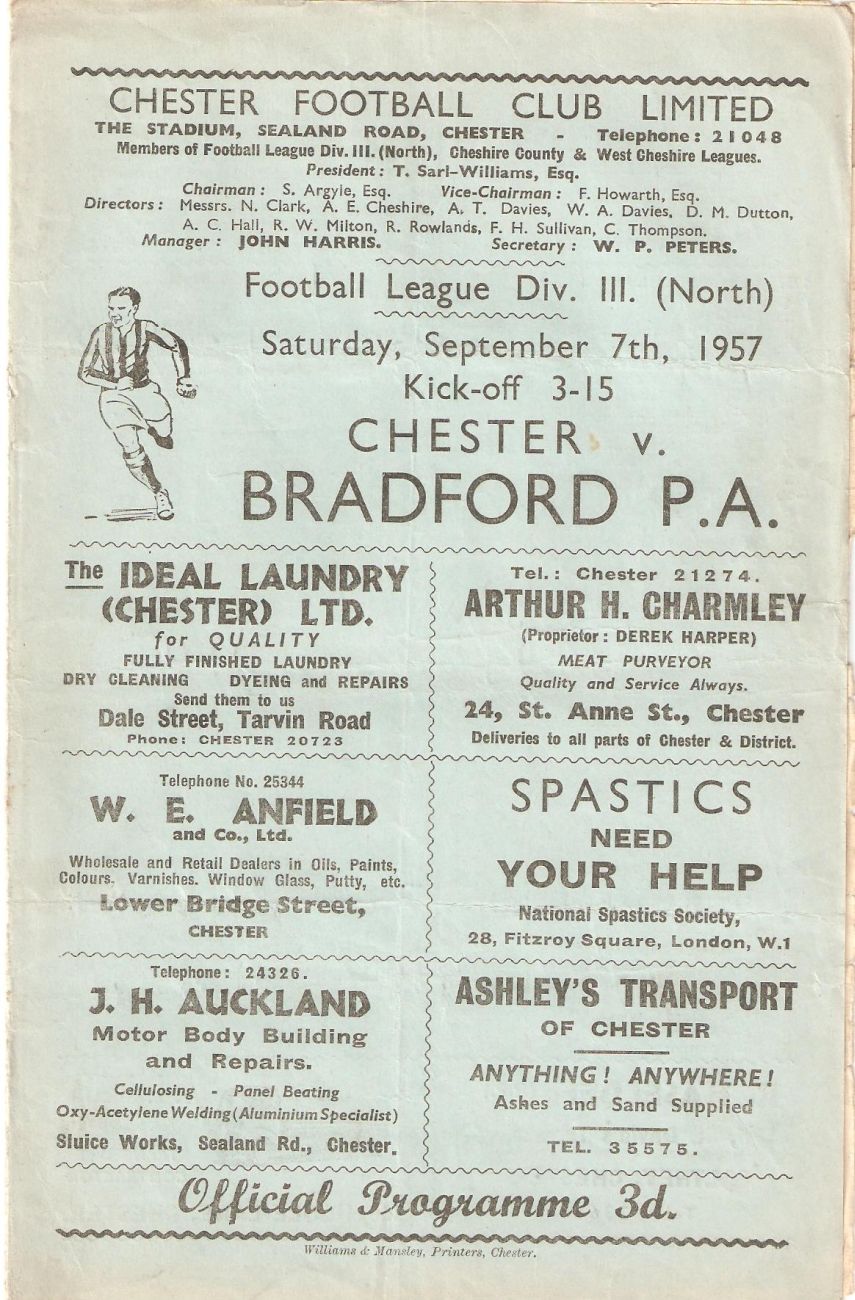 CHESTER FOOTBALL CLUB LIMITED
THE STADIUM, SEALAND ROAD, CHESTER - Telephone: 21048
Members of Football League Div. III. (North), Cheshire County & West Cheshire Leagues.
President: T. Sarl-Williams, Esq.
Chairman: S. Argyle, Esq. Vice-Chairman: F. Howarth, Esq.
Directors: Messrs. N. Clark, A. E. Cheshire, A. T. Davies, W. A. Davies, D. M. Dutton,
A. C. Hall, R. W. Milton, R. Rowlands, F. H. Sullivan, C. Thompson.
Manager: JOHN HARRIS. Secretary: W. P. PETERS.
Football League Div. III. (North)
Saturday, September 7th, 1957
Kick-off 3-15
CHESTER v.
BRADFORD P.A.
The IDEAL LAUNDRY
(CHESTER) LTD.
for QUALITY
FULLY FINISHED LAUNDRY
DRY CLEANING DYEING and REPAIRS
Send them to us
Dale Street, Tarvin Road
Phone: CHESTER 20723
Tel.: Chester 21274.
ARTHUR H. CHARMLEY
(Proprietor: DEREK HARPER)
MEAT PURVEYOR
Quality and Service Always.
24, St. Anne St., Chester
Deliveries to all parts of Chester & District.
Telephone No. 25344
W. E. ANFIELD
and Co., Ltd.
Wholesale and Retail Dealers in Oils, Paints,
Colours. Varnishes. Window Glass, Putty, etc.
Lower Bridge Street,
CHESTER
SPASTICS
NEED
YOUR HELP
National Spastics Society,
28, Fitzroy Square, London, W.1
Telephone: 24326.
J. H. AUCKLAND
Motor Body Building
and Repairs.
Cellulosing - Panel Beating
Oxy-Acetylene Welding (Aluminium Specialist)
Sluice Works, Sealand Rd., Chester.
ASHLEY'S TRANSPORT
OF CHESTER
ANYTHING! ANYWHERE!
Ashes and Sand Supplied
TEL. 35575.
Official Programme 3d.
Williams & Mansley, Printers, Chester.